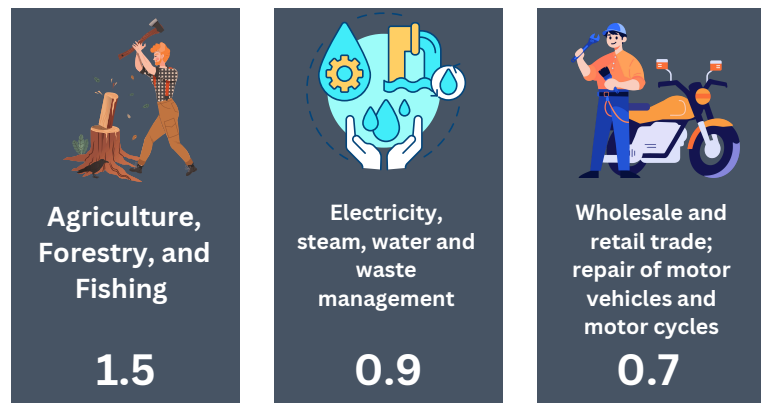 Agriculture,
Forestry, and
Fishing
1.5
Electricity,
steam, water and
waste
management
0.9
Wholesale and
retail trade;
repair of motor
vehicles and
motor cycles
0.7